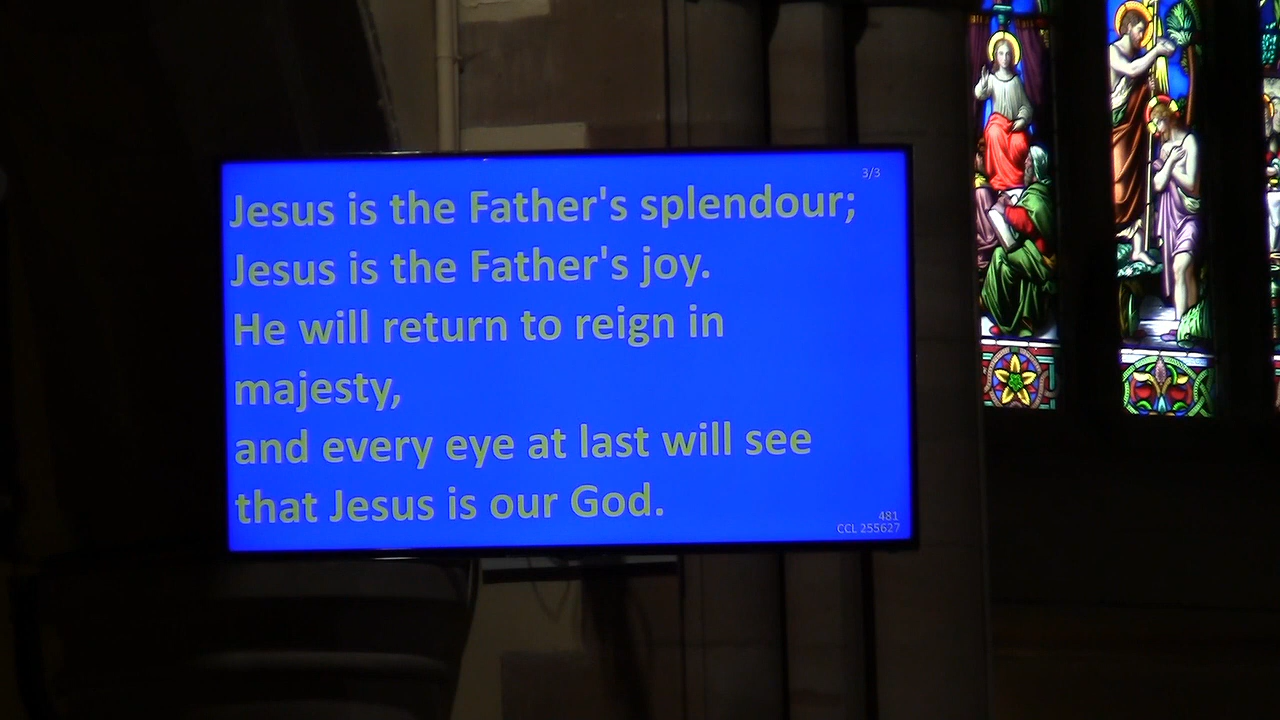 3/3
Jesus is the Father's splendour;
Jesus is the Father's joy.
He will return to reign in
majesty,
and every eye at last will see
that Jesus is our God.
481
CCL 255627